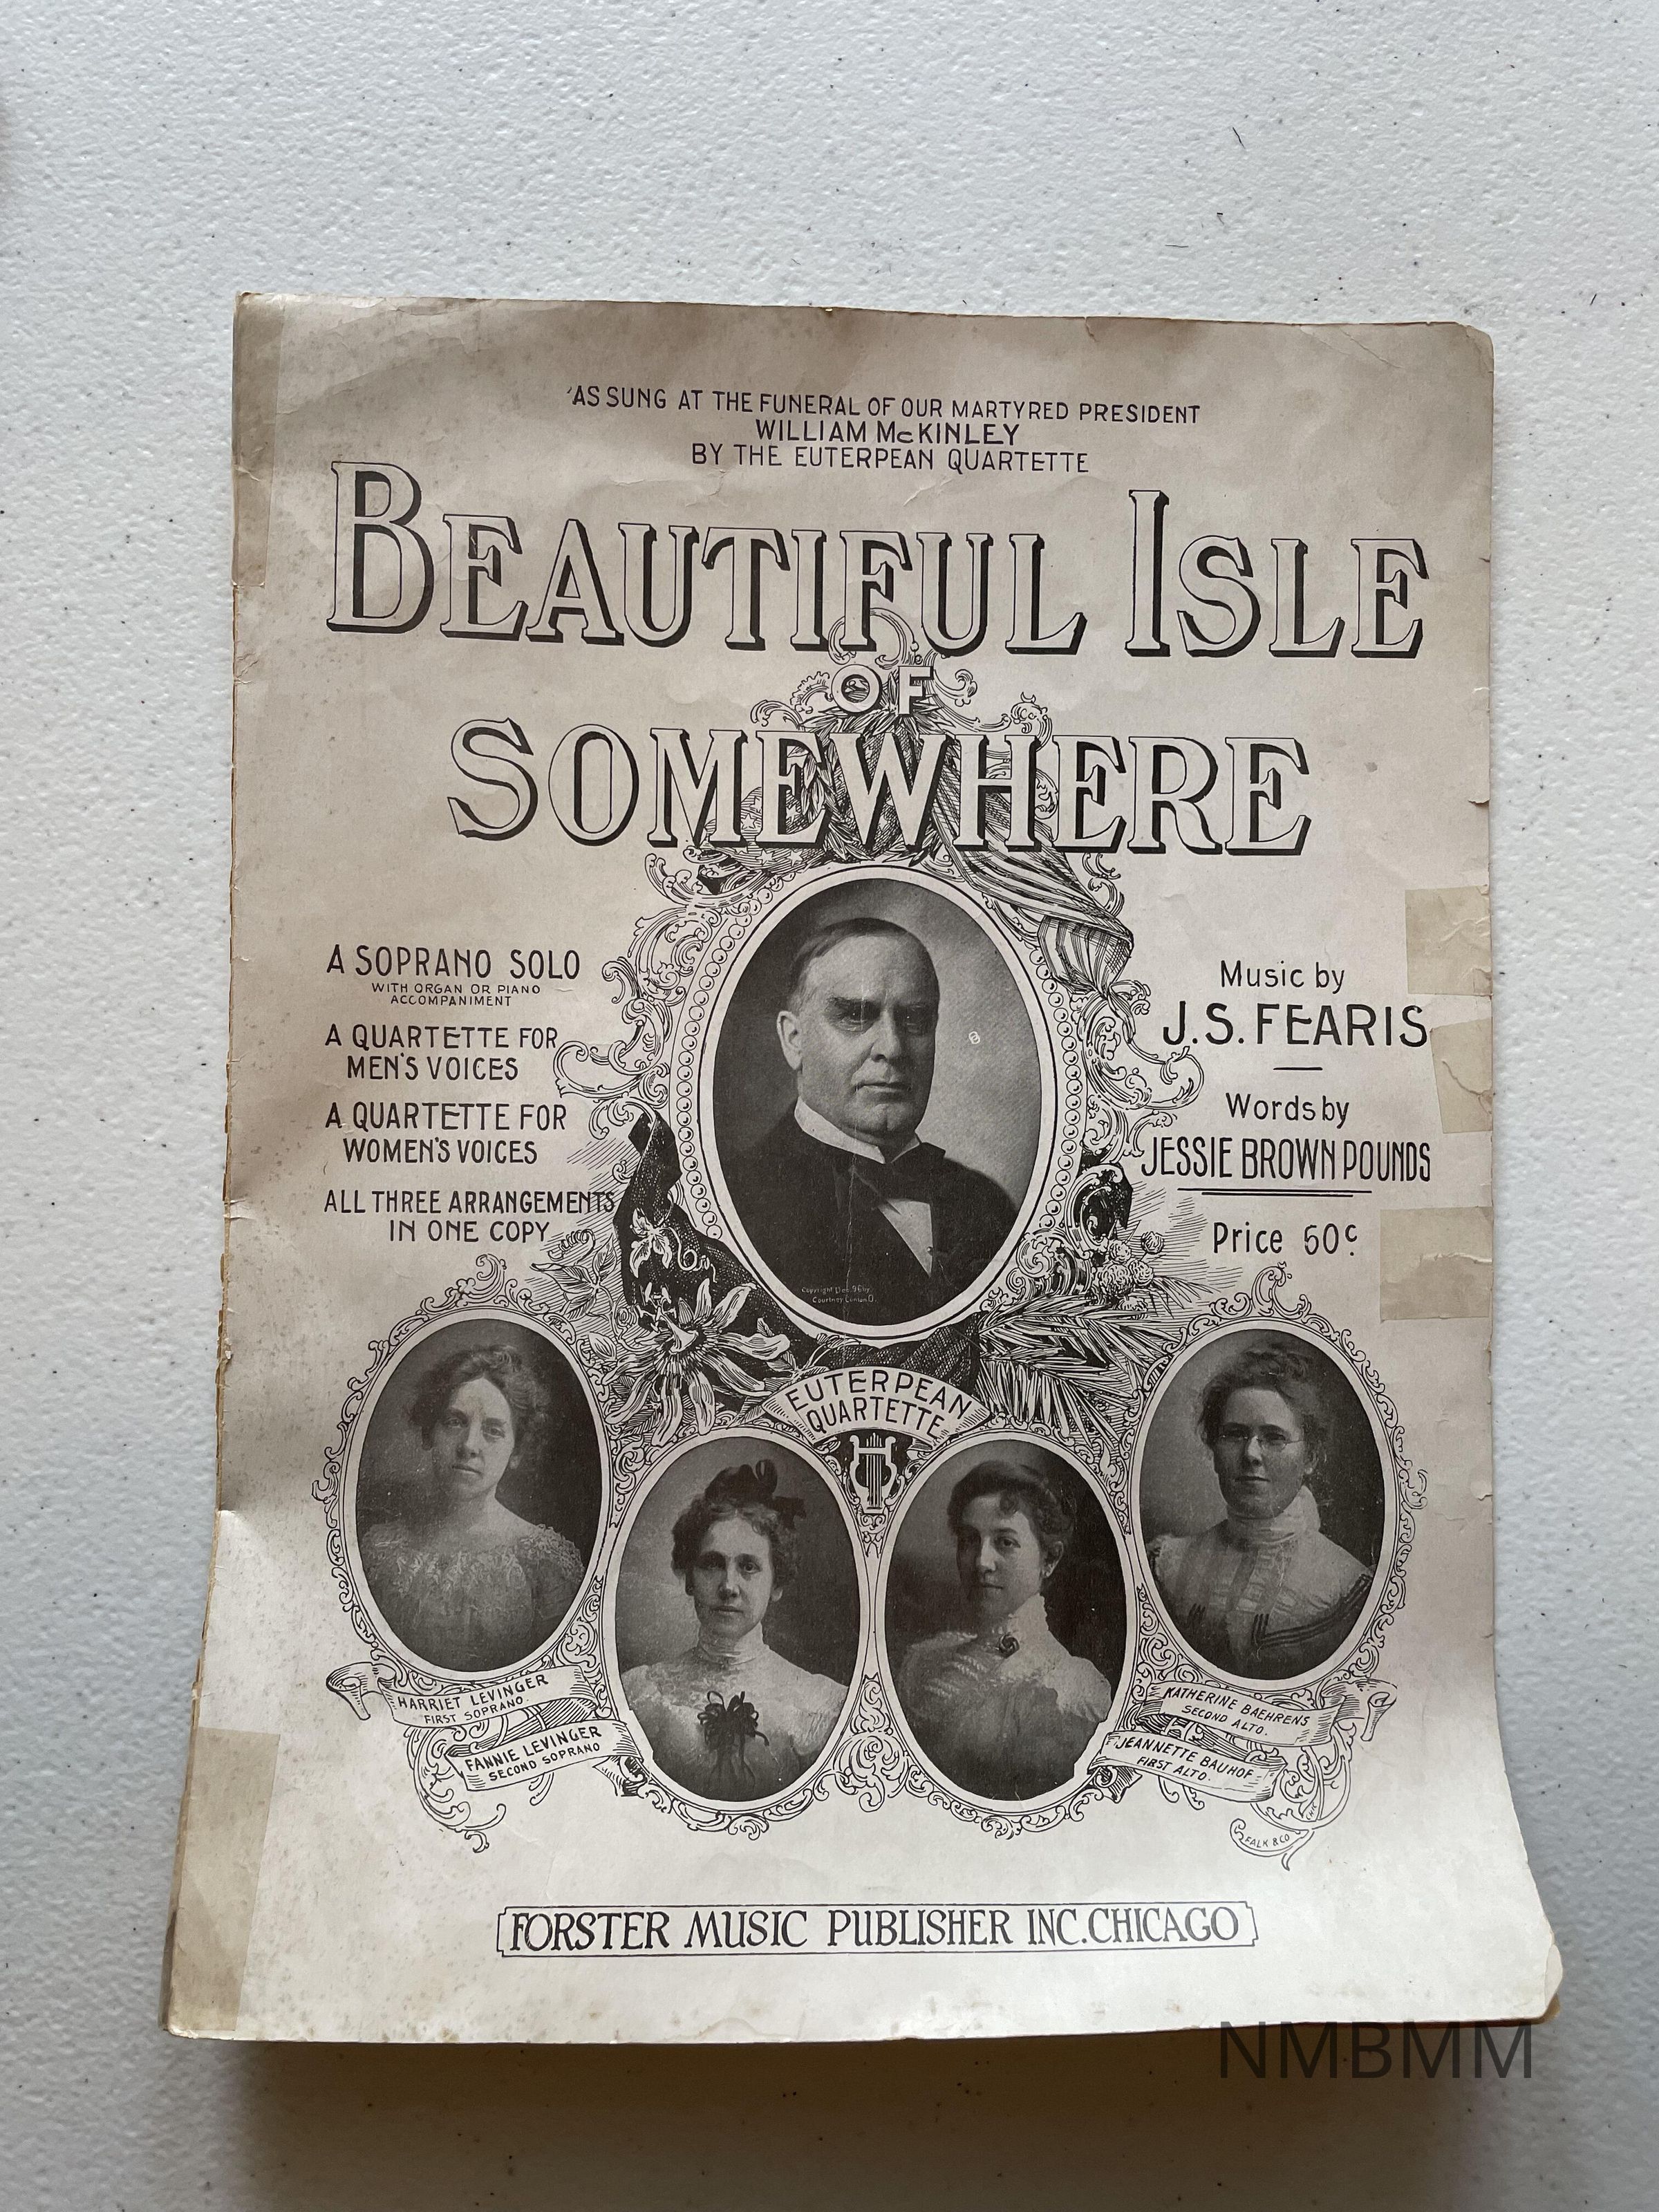 'AS SUNG AT THE FUNERAL OF OUR MARTYRED PRESIDENT
WILLIAM McKINLEY
BY THE EUTERPEAN QUARTETTE
BEAUTIFUL ISLE
OF
SOMEWHERE
A SOPRANO SOLO
WITH ORGAN OR PIANO
ACCOMPANIMENT
A QUARTETTE FOR
MEN'S VOICES
A QUARTETTE FOR
WOMEN'S VOICES
ALL THREE ARRANGEMENTS
IN ONE COPY
Music by
J.S. FEARIS
Words by
JESSIE BROWN POUNDS
Price 60c.
Copyright
Courtney
EUTERPEAN
QUARTETTE
HARRIET LEVINGER
FIRST SOPRANO.
FANNIE LEVINGER
SECOND SOPRANO
KATHERINE BAEHRENS
SECOND ALTO.
JEANNETTE BAUHOF.
FIRST ALTO.
FALK & CO
FORSTER MUSIC PUBLISHER INC. CHICAGO
NMBMM